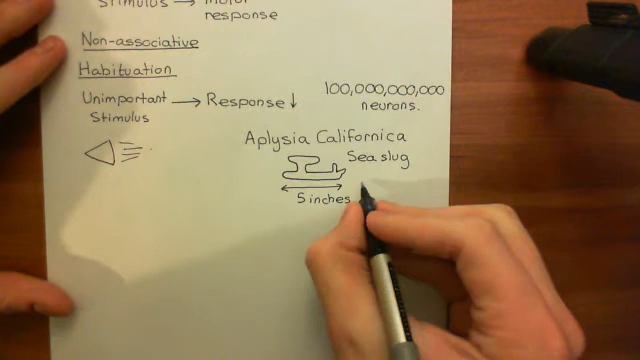 Stimulus → motor
response
Non-associative
Habituation
Unimportant → Response ↓
Stimulus
100,000,000,000
neurons.
Aplysia Californica
Sea slug
5 inches